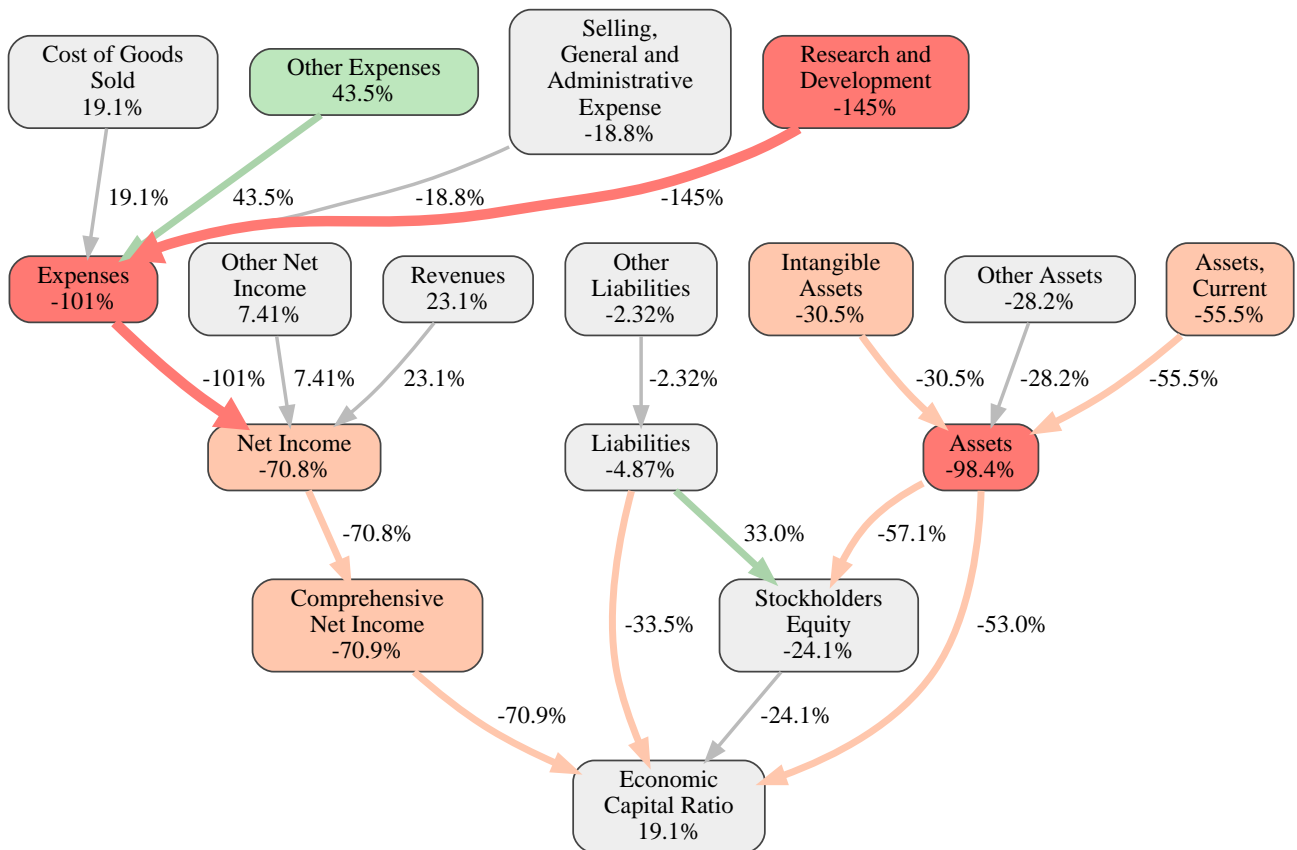 Cost of Goods
Sold
19.1%
Other Expenses
43.5%
Selling,
General and
Administrative
Expense
-18.8%
Research and
Development
-145%
19.1%
43.5%
-18.8%
-145%
Expenses
-101%
Other Net
Income
7.41%
Revenues
23.1%
Other
Liabilities
-2.32%
Intangible
Assets
-30.5%
Other Assets
-28.2%
Assets,
Current
-55.5%
-101%
7.41%
23.1%
-2.32%
-30.5%
-28.2%
-55.5%
Net Income
-70.8%
Liabilities
-4.87%
Assets
-98.4%
-70.8%
33.0%
-57.1%
Comprehensive
Net Income
-70.9%
-33.5%
Stockholders
Equity
-24.1%
-53.0%
-70.9%
-24.1%
Economic
Capital Ratio
19.1%